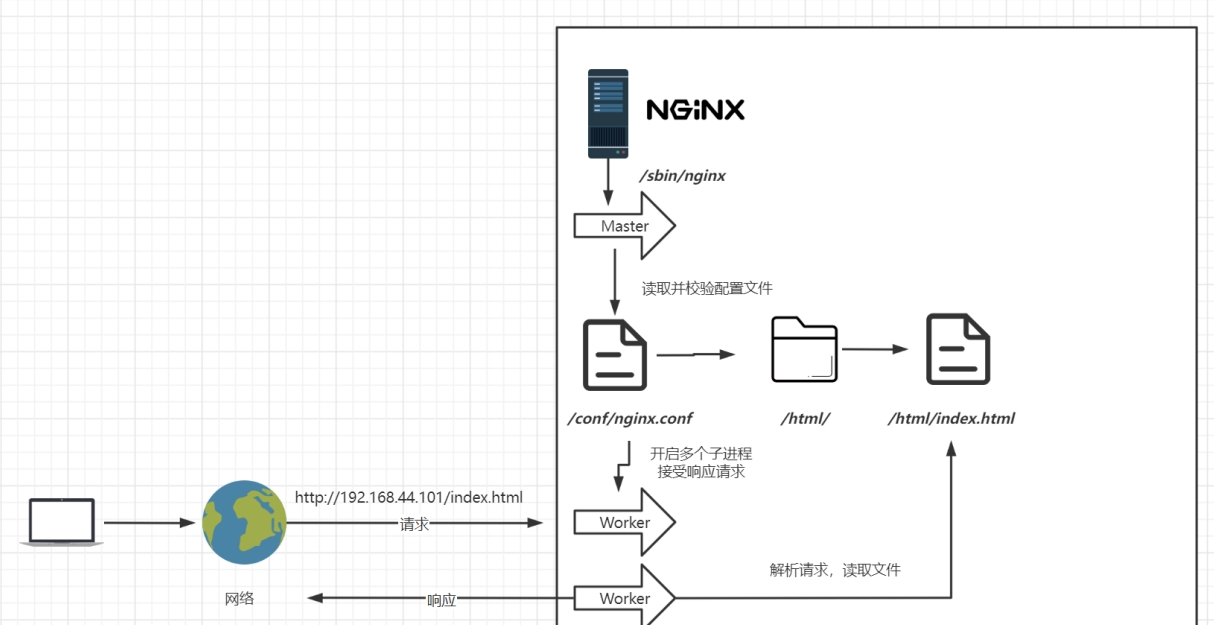 NGiNX
/sbin/nginx
Master
读取并校验配置文件
/conf/nginx.conf
/html/
/html/index.html
开启多个子进程
接受响应请求
http://192.168.44.101/index.html
请求
Worker
解析请求，读取文件
网络
响应
Worker